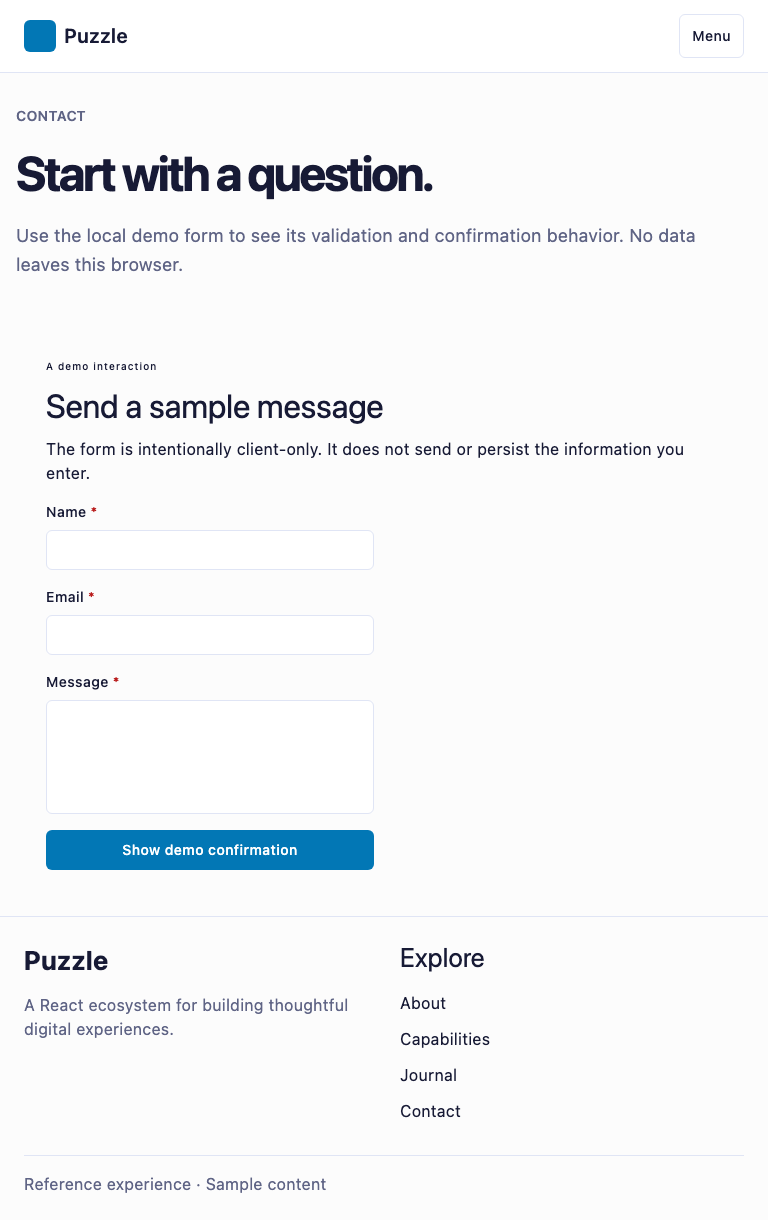 Puzzle
Menu
CONTACT
Start with a question.
Use the local demo form to see its validation and confirmation behavior. No data
leaves this browser.
A demo interaction
Send a sample message
The form is intentionally client-only. It does not send or persist the information you
enter.
Name *
Email *
Message *
Show demo confirmation
Puzzle
A React ecosystem for building thoughtful
digital experiences.
Explore
About
Capabilities
Journal
Contact
Reference experience · Sample content